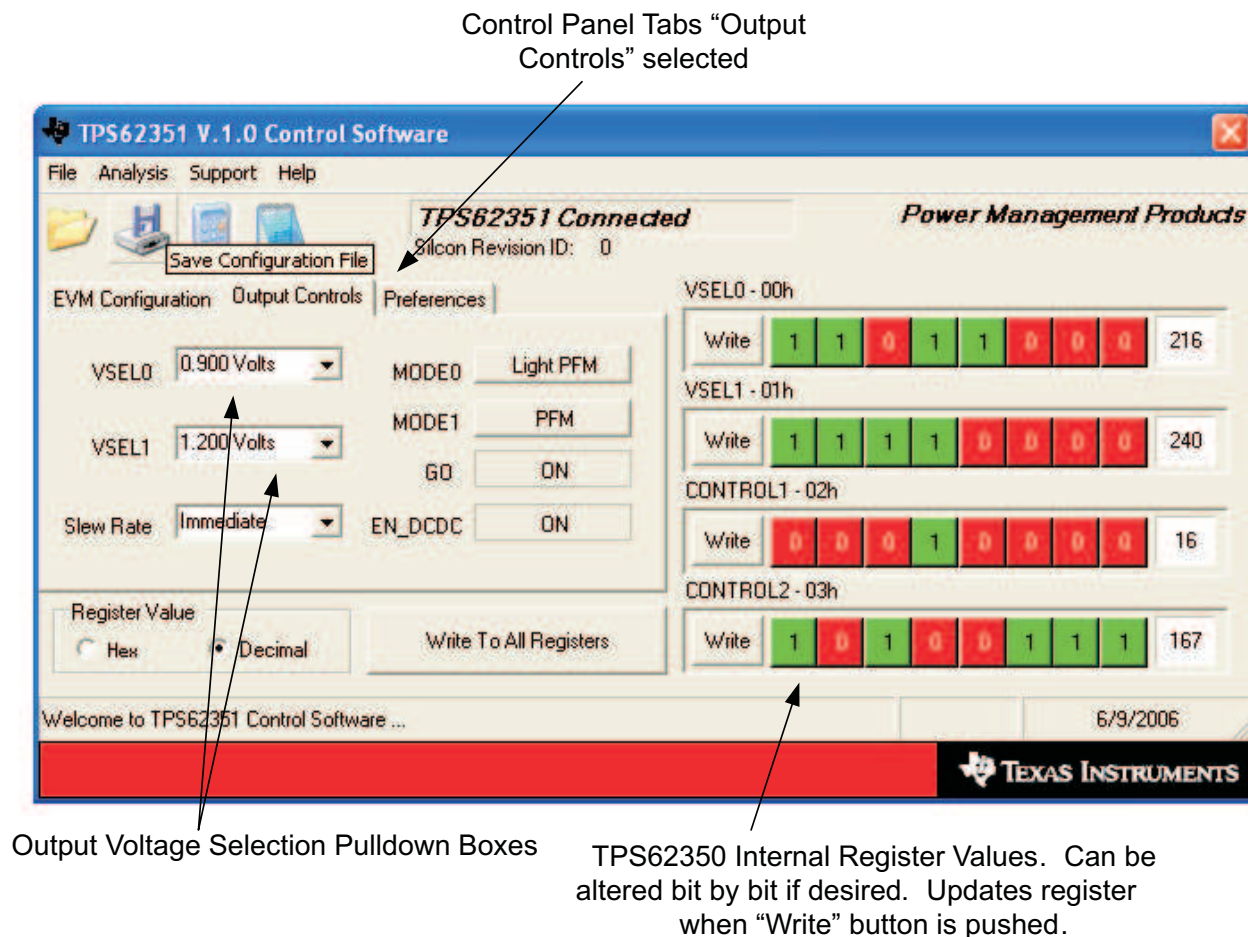 Control Panel Tabs “Output
Controls” selected
TPS62351 V.1.0 Control Software
File Analysis Support Help
TPS62351 Connected
Power Management Products
Silcon Revision ID: 0
Save Configuration File
EVM Configuration Output Controls Preferences
VSEL0 0.900 Volts
VSEL1 1.200 Volts
Slew Rate Immediate
MODE0 Light PFM
MODE1 PFM
GO ON
EN_DCDC ON
Register Value
Hex Decimal
Write To All Registers
VSEL0 - 00h
Write 1 1 0 1 1 0 0 0 216
VSEL1 - 01h
Write 1 1 1 1 0 0 0 0 240
CONTROL1 - 02h
Write 0 0 0 1 0 0 0 0 16
CONTROL2 - 03h
Write 1 0 1 0 0 1 1 1 167
Welcome to TPS62351 Control Software ...
6/9/2006
TEXAS INSTRUMENTS
Output Voltage Selection Pulldown Boxes
TPS62350 Internal Register Values. Can be
altered bit by bit if desired. Updates register
when “Write” button is pushed.